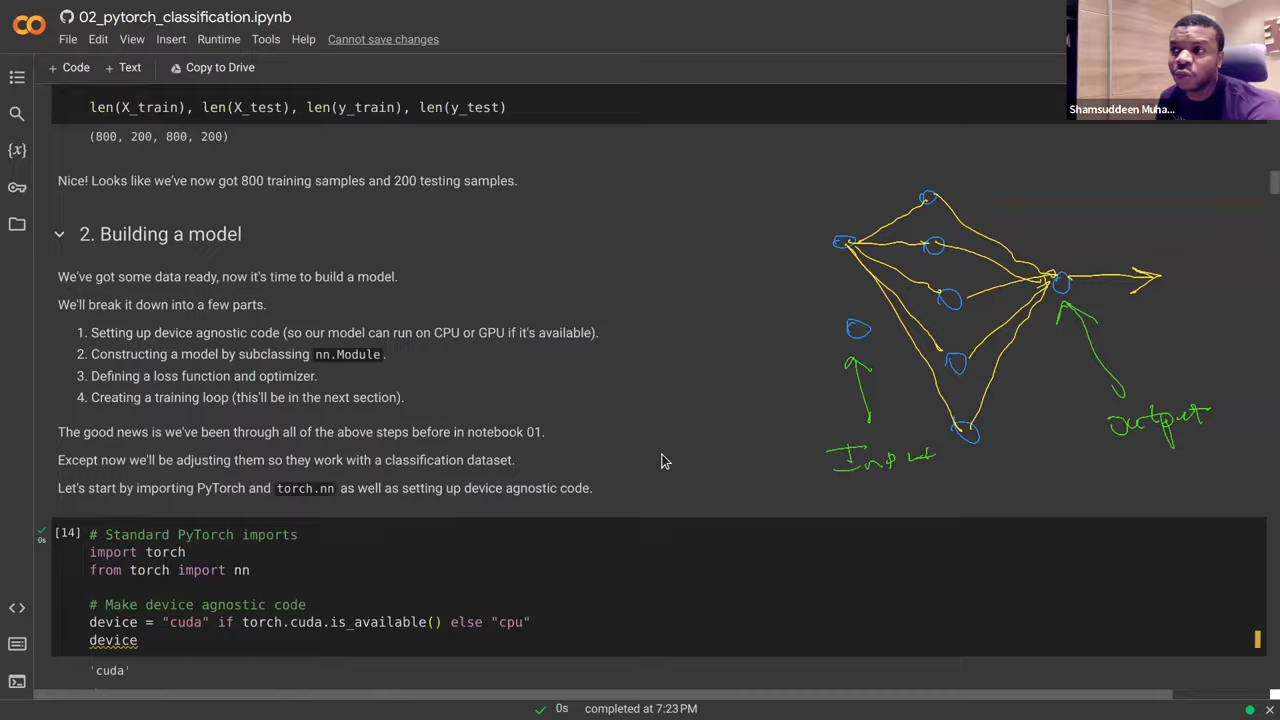 02_pytorch_classification.ipynb
File Edit View Insert Runtime Tools Help Cannot save changes
+ Code + Text Copy to Drive
Shamsuddeen Muha...
len(X_train), len(X_test), len(y_train), len(y_test)
(800, 200, 800, 200)
Nice! Looks like we've now got 800 training samples and 200 testing samples.
2. Building a model
We've got some data ready, now it's time to build a model.
We'll break it down into a few parts.
1. Setting up device agnostic code (so our model can run on CPU or GPU if it's available).
2. Constructing a model by subclassing nn.Module.
3. Defining a loss function and optimizer.
4. Creating a training loop (this'll be in the next section).
The good news is we've been through all of the above steps before in notebook 01.
Except now we'll be adjusting them so they work with a classification dataset.
Let's start by importing PyTorch and torch.nn as well as setting up device agnostic code.
output
Input
[14] # Standard PyTorch imports
0s
import torch
from torch import nn
# Make device agnostic code
device = "cuda" if torch.cuda.is_available() else "cpu"
device
'cuda'
0s completed at 7:23 PM